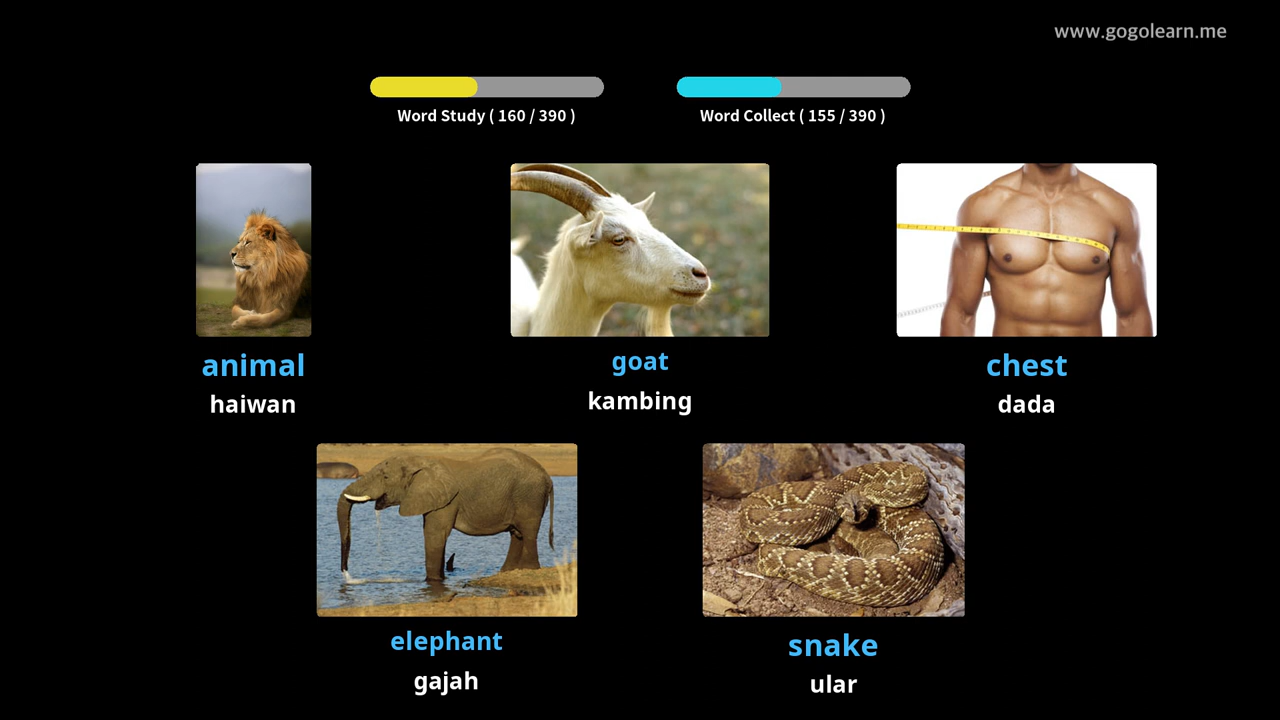 www.gogolearn.me
Word Study ( 160 / 390 )
Word Collect ( 155 / 390 )
animal
haiwan
goat
kambing
chest
dada
elephant
gajah
snake
ular